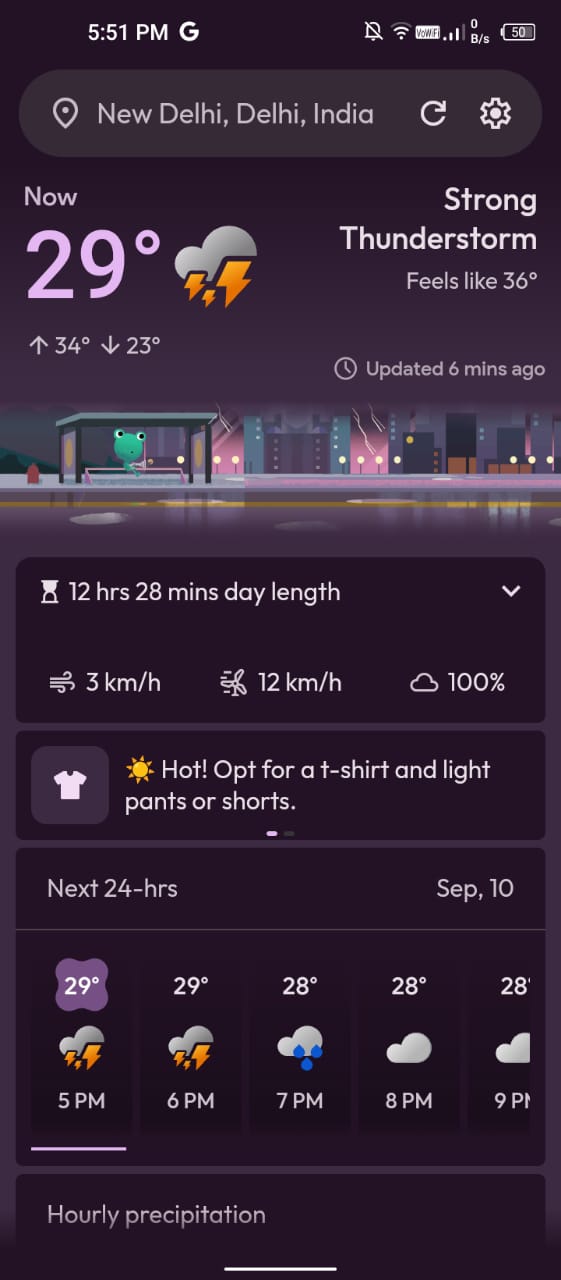 5:51 PM G
VoWiFi
0
B/s
50
New Delhi, Delhi, India
Now
29°
Strong
Thunderstorm
Feels like 36°
↑ 34° ↓ 23°
Updated 6 mins ago
12 hrs 28 mins day length
3 km/h 12 km/h 100%
☀️ Hot! Opt for a t-shirt and light
pants or shorts.
Next 24-hrs Sep, 10
29° 29° 28° 28° 28°
5 PM 6 PM 7 PM 8 PM 9 PM
Hourly precipitation